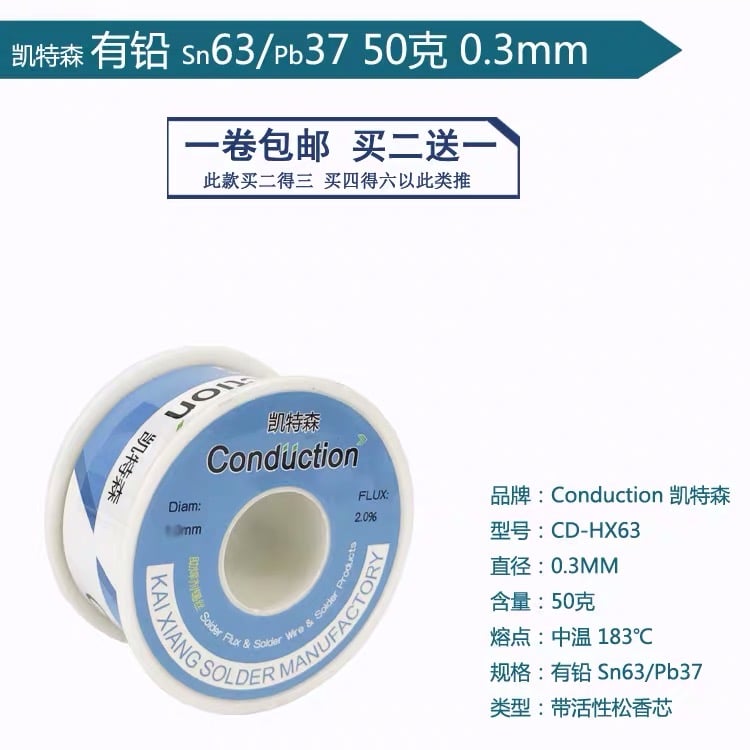 凯特森 有铅 Sn63/Pb37 50克 0.3mm
一卷包邮 买二送一
此款买二得三 买四得六以此类推
ction
凯特森
凯特森
Conduction
Diam:
mm
FLUX:
2.0%
Solder Flux & Solder Wire & Solder Products
KAI XIANG SOLDER MANUFACTORY
品牌：Conduction 凯特森
型号：CD-HX63
直径：0.3MM
含量：50克
熔点：中温 183℃
规格：有铅 Sn63/Pb37
类型：带活性松香芯